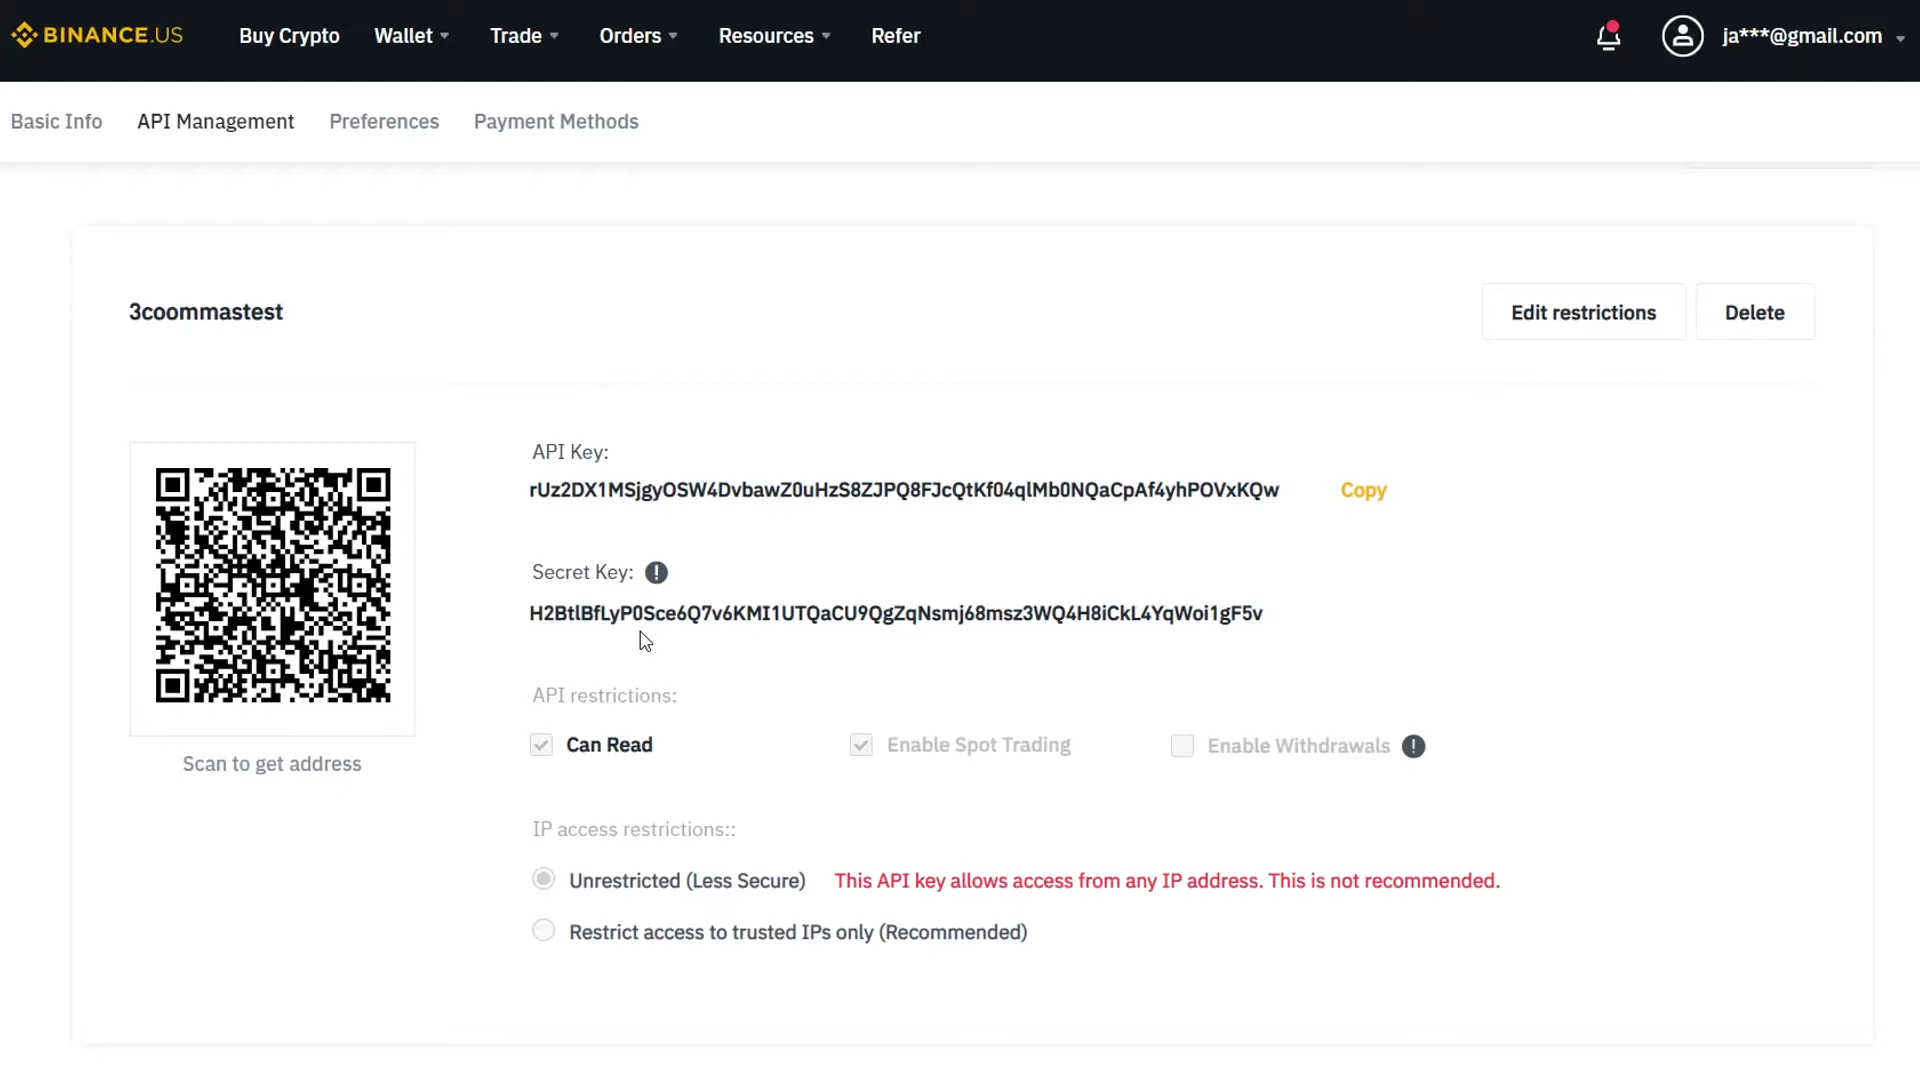 BINANCE.US Buy Crypto Wallet Trade Orders Resources Refer ja***@gmail.com
Basic Info API Management Preferences Payment Methods
3coommastest Edit restrictions Delete
API Key:
rUz2DX1MSjgyOSW4DvbawZ0uHzS8ZJPQ8FJcQtKf04qlMb0NQaCpAf4yhPOVxKQw Copy
Secret Key:
H2BtlBfLyP0Sce6Q7v6KMI1UTQaCU9QgZqNsmj68msz3WQ4H8iCkL4YqWoi1gF5v
API restrictions:
Can Read Enable Spot Trading Enable Withdrawals
Scan to get address
IP access restrictions::
Unrestricted (Less Secure) This API key allows access from any IP address. This is not recommended.
Restrict access to trusted IPs only (Recommended)